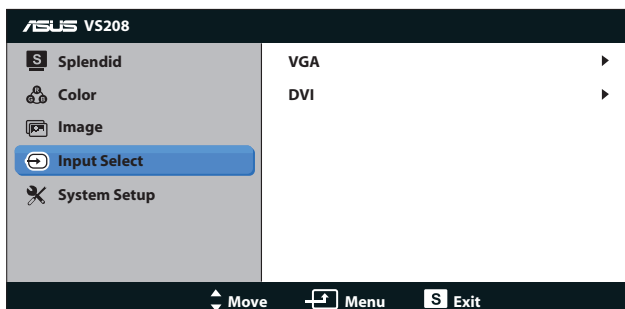 ASUS VS208
S Splendid
Color
Image
Input Select
System Setup
VGA
DVI
Move Menu S Exit